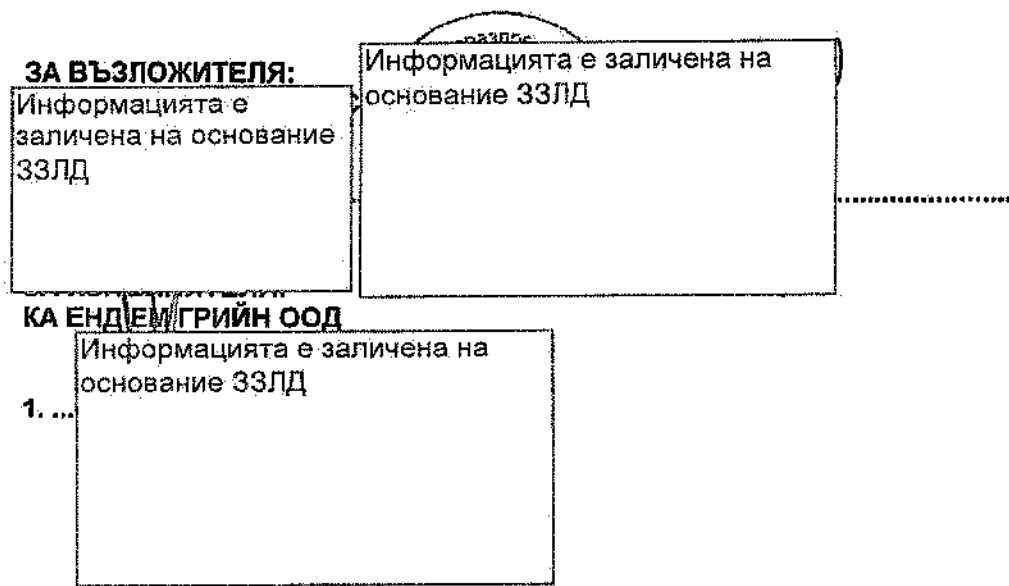 ЗА ВЪЗЛОЖИТЕЛЯ:
Информацията е
заличена на основание
ЗЗЛД
Информацията е заличена на
основание ЗЗЛД
КА ЕНД ЕМ ГРИЙН ООД
Информацията е заличена на
основание ЗЗЛД
1. ...